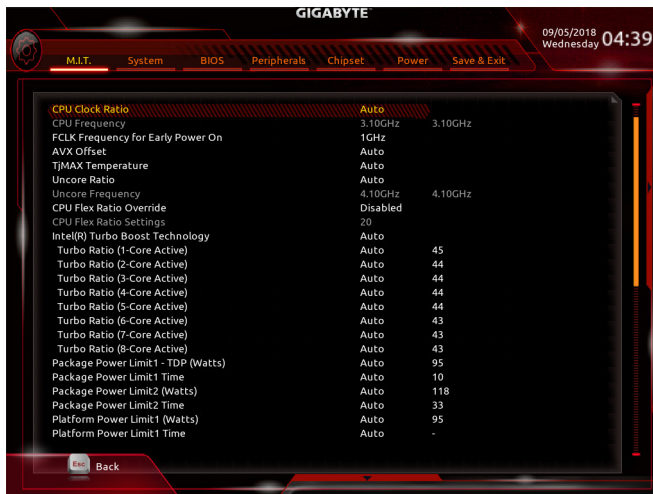 GIGABYTE
09/05/2018
Wednesday 04:39
M.I.T. System BIOS Peripherals Chipset Power Save & Exit
CPU Clock Ratio Auto
CPU Frequency 3.10GHz 3.10GHz
FCLK Frequency for Early Power On 1GHz
AVX Offset Auto
TjMAX Temperature Auto
Uncore Ratio Auto
Uncore Frequency 4.10GHz 4.10GHz
CPU Flex Ratio Override Disabled
CPU Flex Ratio Settings 20
Intel(R) Turbo Boost Technology Auto
Turbo Ratio (1-Core Active) Auto 45
Turbo Ratio (2-Core Active) Auto 44
Turbo Ratio (3-Core Active) Auto 44
Turbo Ratio (4-Core Active) Auto 44
Turbo Ratio (5-Core Active) Auto 44
Turbo Ratio (6-Core Active) Auto 43
Turbo Ratio (7-Core Active) Auto 43
Turbo Ratio (8-Core Active) Auto 43
Package Power Limit1 - TDP (Watts) Auto 95
Package Power Limit1 Time Auto 10
Package Power Limit2 (Watts) Auto 118
Package Power Limit2 Time Auto 33
Platform Power Limit1 (Watts) Auto 95
Platform Power Limit1 Time Auto -
Esc Back